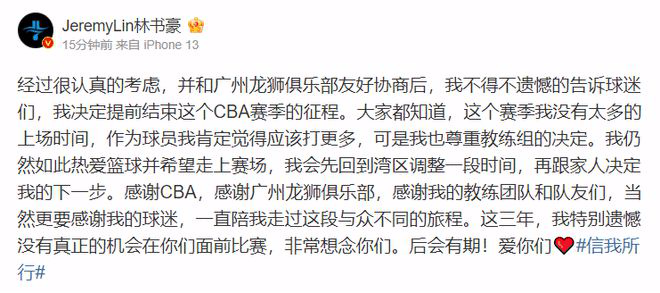 JeremyLin林书豪
15分钟前 来自 iPhone 13
经过很认真的考虑，并和广州龙狮俱乐部友好协商后，我不得不遗憾的告诉球迷
们，我决定提前结束这个CBA赛季的征程。大家都知道，这个赛季我没有太多的
上场时间，作为球员我肯定觉得应该打更多，可是我也尊重教练组的决定。我仍
然如此热爱篮球并希望走上赛场，我会先回到湾区调整一段时间，再跟家人决定
我的下一步。感谢CBA，感谢广州龙狮俱乐部，感谢我的教练团队和队友们，当
然更要感谢我的球迷，一直陪我走过这段与众不同的旅程。这三年，我特别遗憾
没有真正的机会在你们面前比赛，非常想念你们。后会有期！爱你们❤#信我所
行#